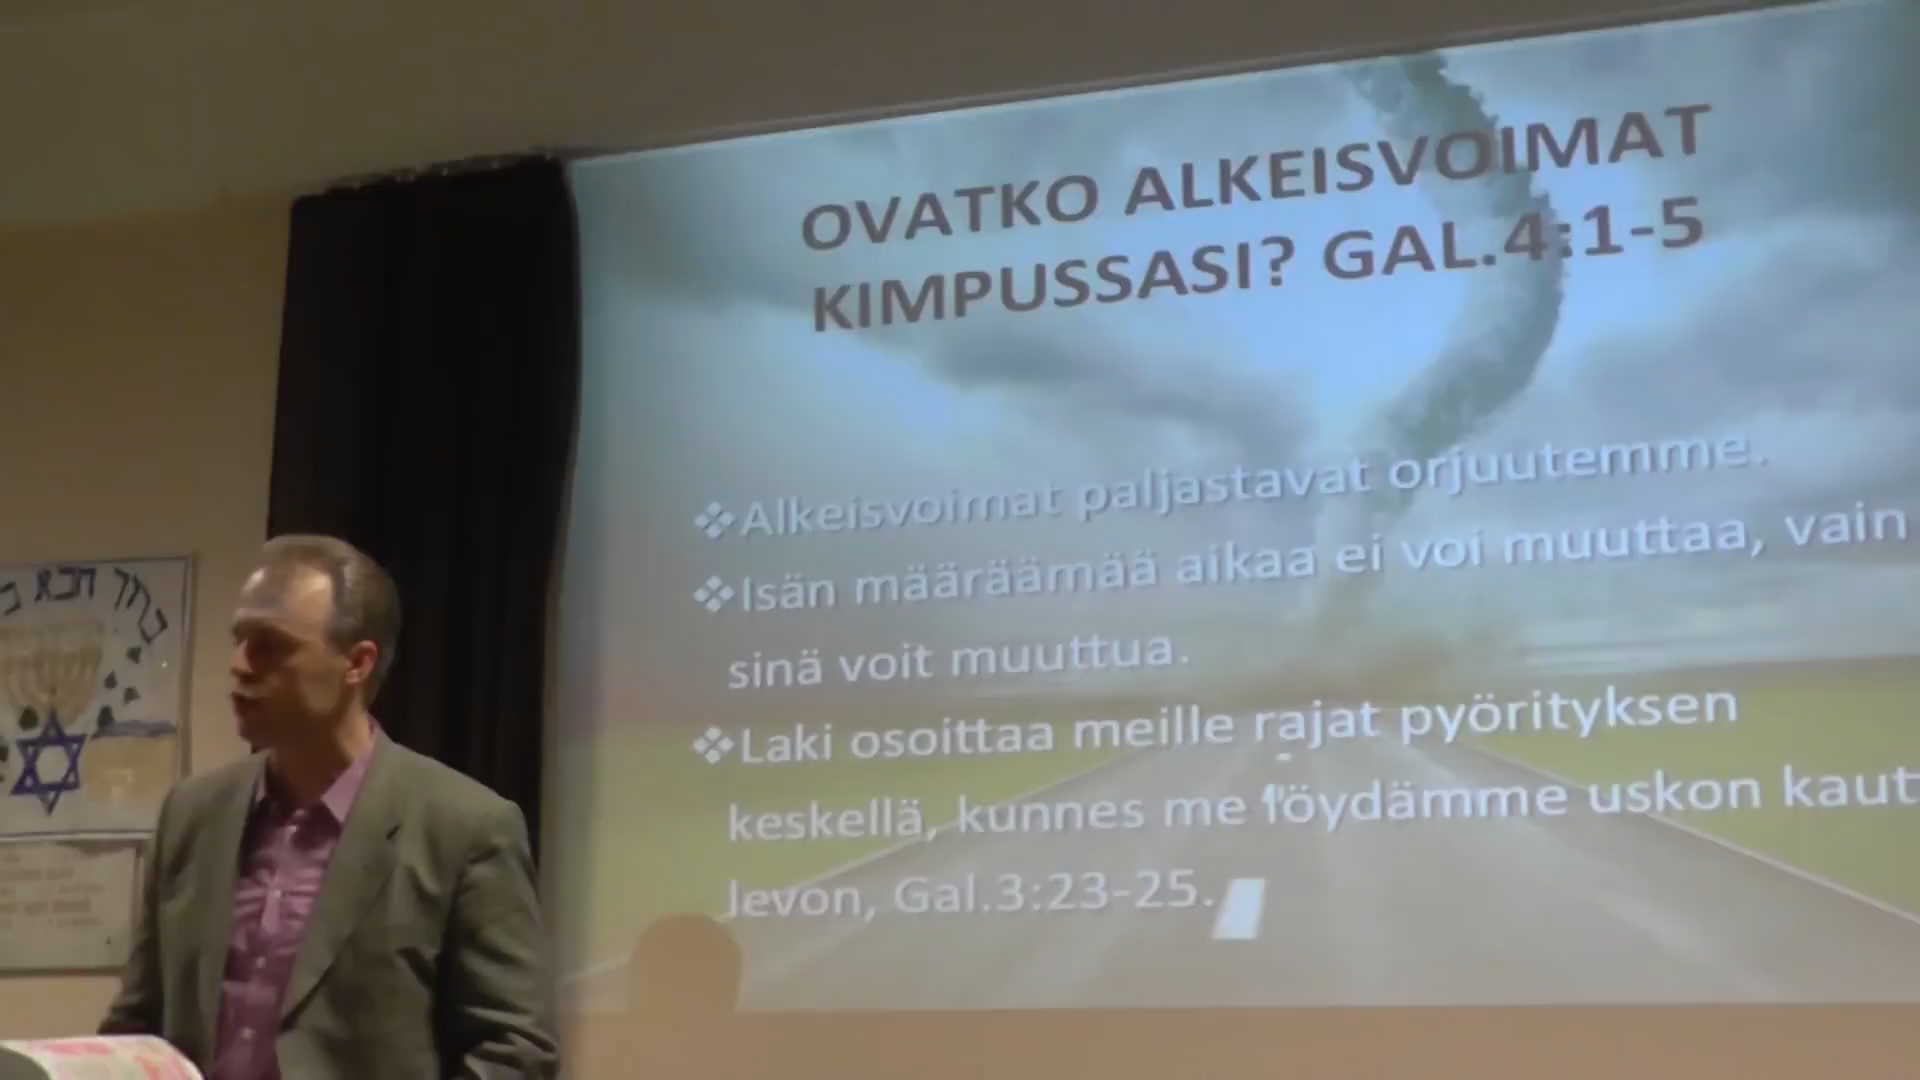 OVATKO ALKEISVOIMAT
KIMPUSSASI? GAL.4:1-5
❖Alkeisvoimat paljastavat orjuutemme.
❖Isän määräämää aikaa ei voi muuttaa, vain
sinä voit muuttua.
❖Laki osoittaa meille rajat pyörityksen
keskellä, kunnes me löydämme uskon kaut
levon, Gal.3:23-25.